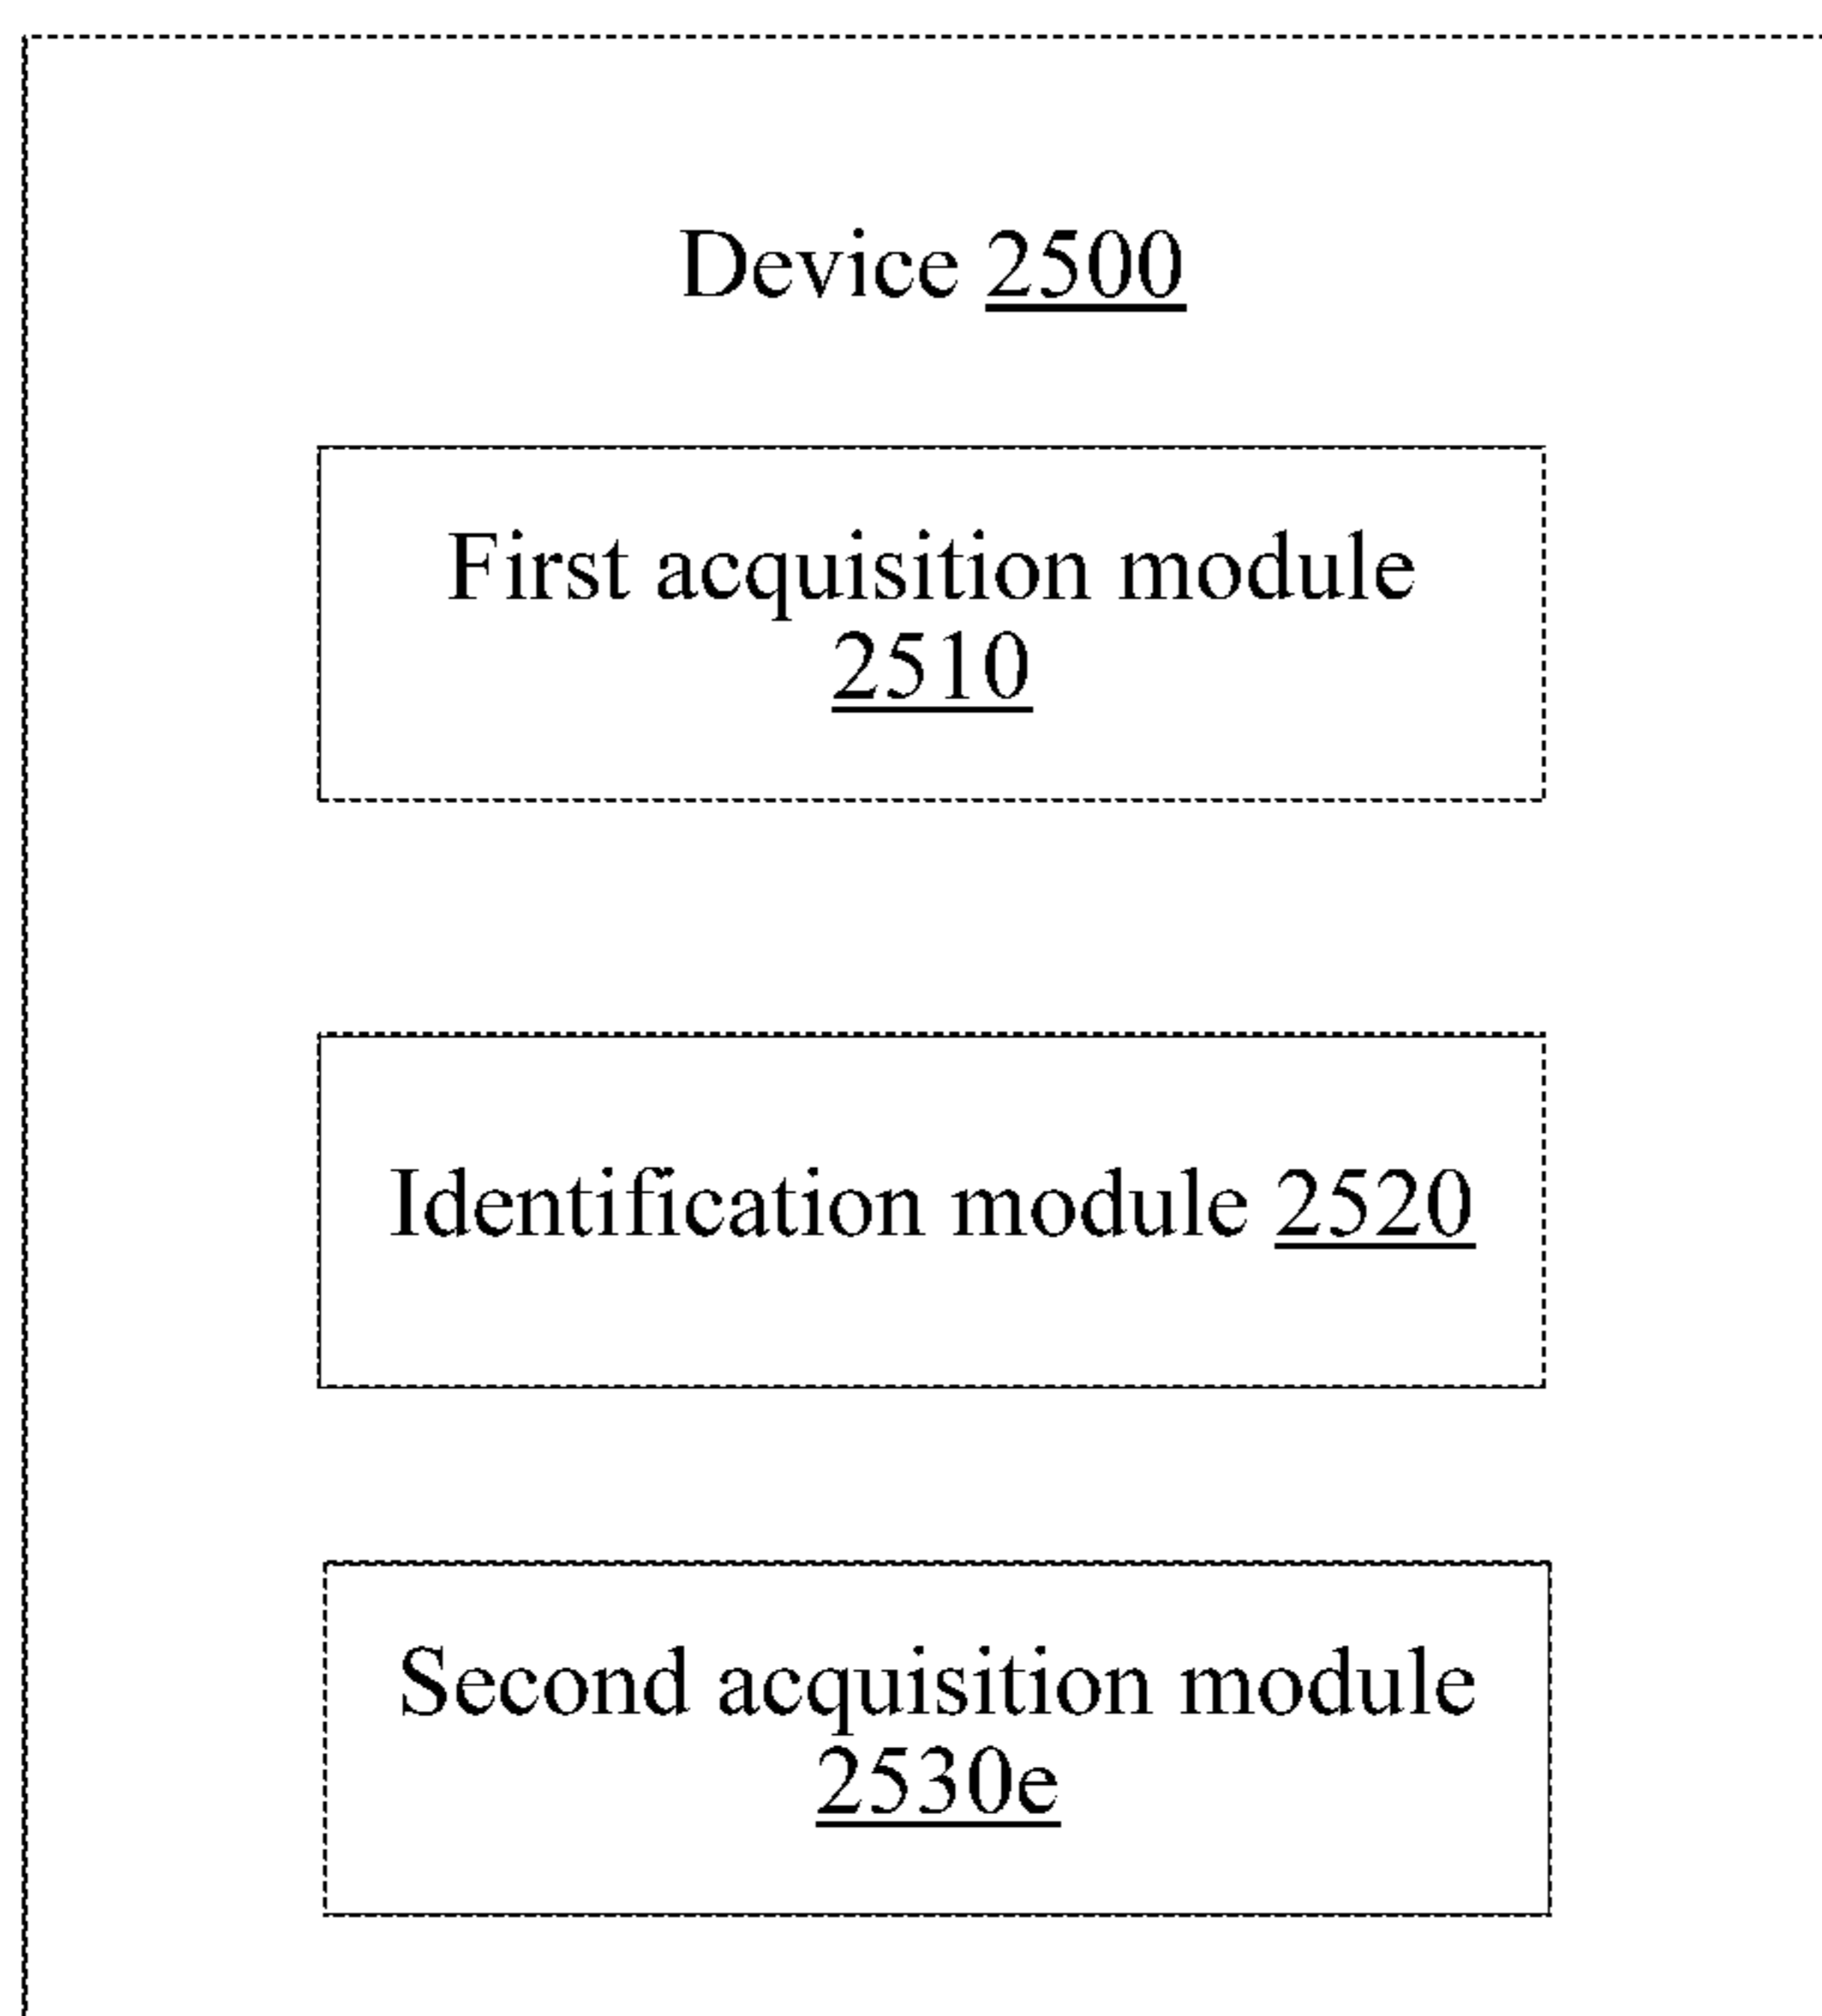 Device 2500
First acquisition module
2510
Identification module 2520
Second acquisition module
2530e